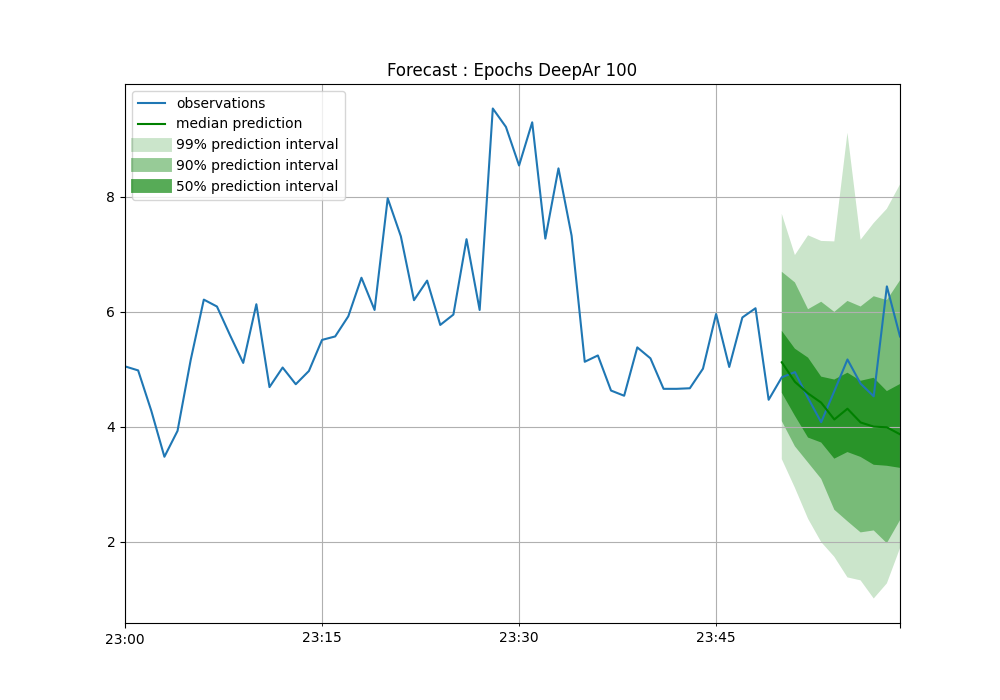 Forecast : Epochs DeepAr 100
observations
median prediction
99% prediction interval
90% prediction interval
50% prediction interval
8
6
4
2
23:00
23:15
23:30
23:45